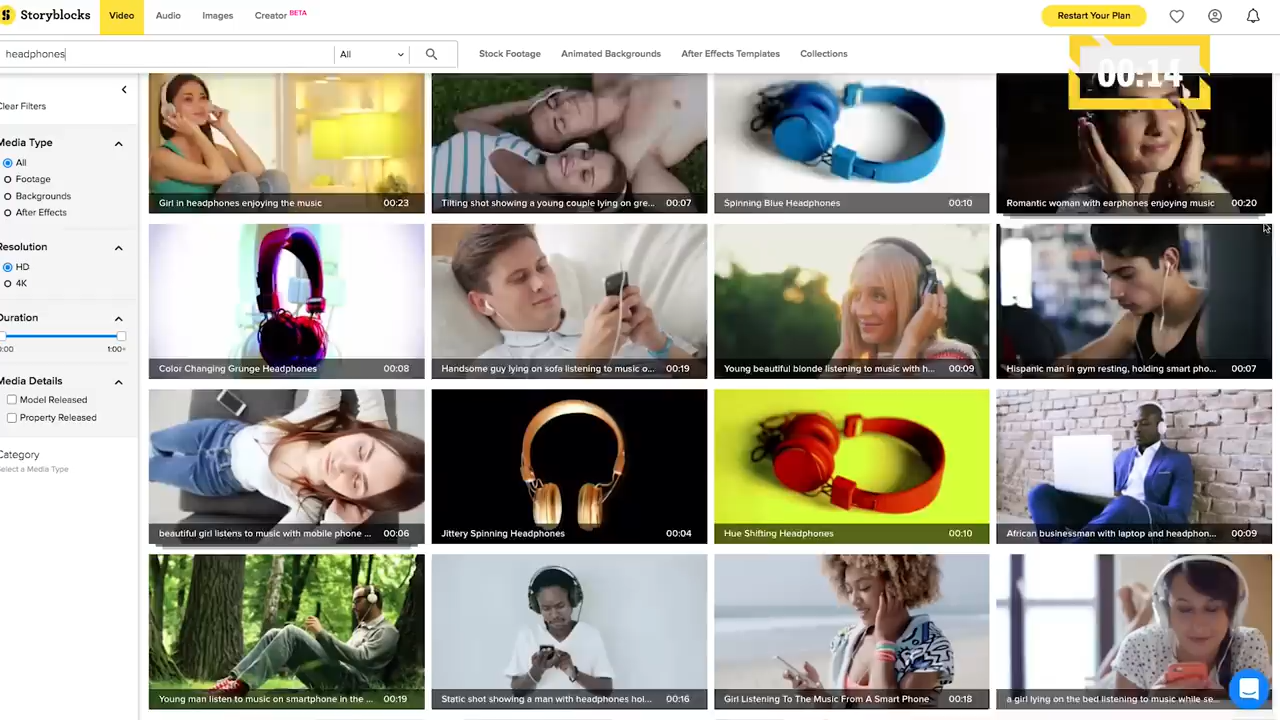 Storyblocks
Video
Audio
Images
Creator BETA
Restart Your Plan
headphones
All
Stock Footage
Animated Backgrounds
After Effects Templates
Collections
00:14
Clear Filters
Media Type
All
Footage
Backgrounds
After Effects
Resolution
HD
4K
Duration
0:00
1:00+
Media Details
Model Released
Property Released
Category
Select a Media Type
Girl in headphones enjoying the music 00:23
Tilting shot showing a young couple lying on gre... 00:07
Spinning Blue Headphones 00:10
Romantic woman with earphones enjoying music 00:20
Color Changing Grunge Headphones 00:08
Handsome guy lying on sofa listening to music o... 00:19
Young beautiful blonde listening to music with h... 00:09
Hispanic man in gym resting, holding smart pho... 00:07
beautiful girl listens to music with mobile phone ... 00:06
Jittery Spinning Headphones 00:04
Hue Shifting Headphones 00:10
African businessman with laptop and headphon... 00:09
Young man listen to music on smartphone in the ... 00:19
Static shot showing a man with headphones hol... 00:16
Girl Listening To The Music From A Smart Phone 00:18
a girl lying on the bed listening to music while se...